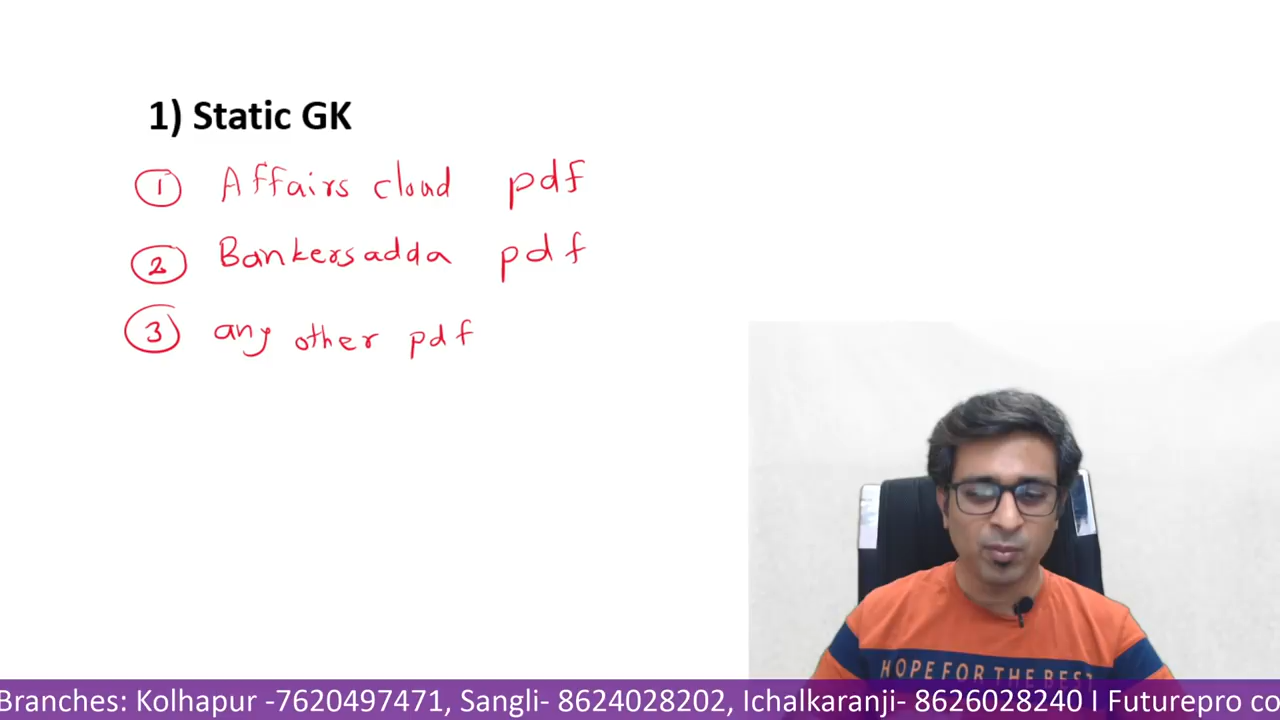 1) Static GK
1 Affairs cloud pdf
2 Bankersadda pdf
3 any other pdf
HOPE FOR THE BEST
Branches: Kolhapur -7620497471, Sangli- 8624028202, Ichalkaranji- 8626028240 I Futurepro co